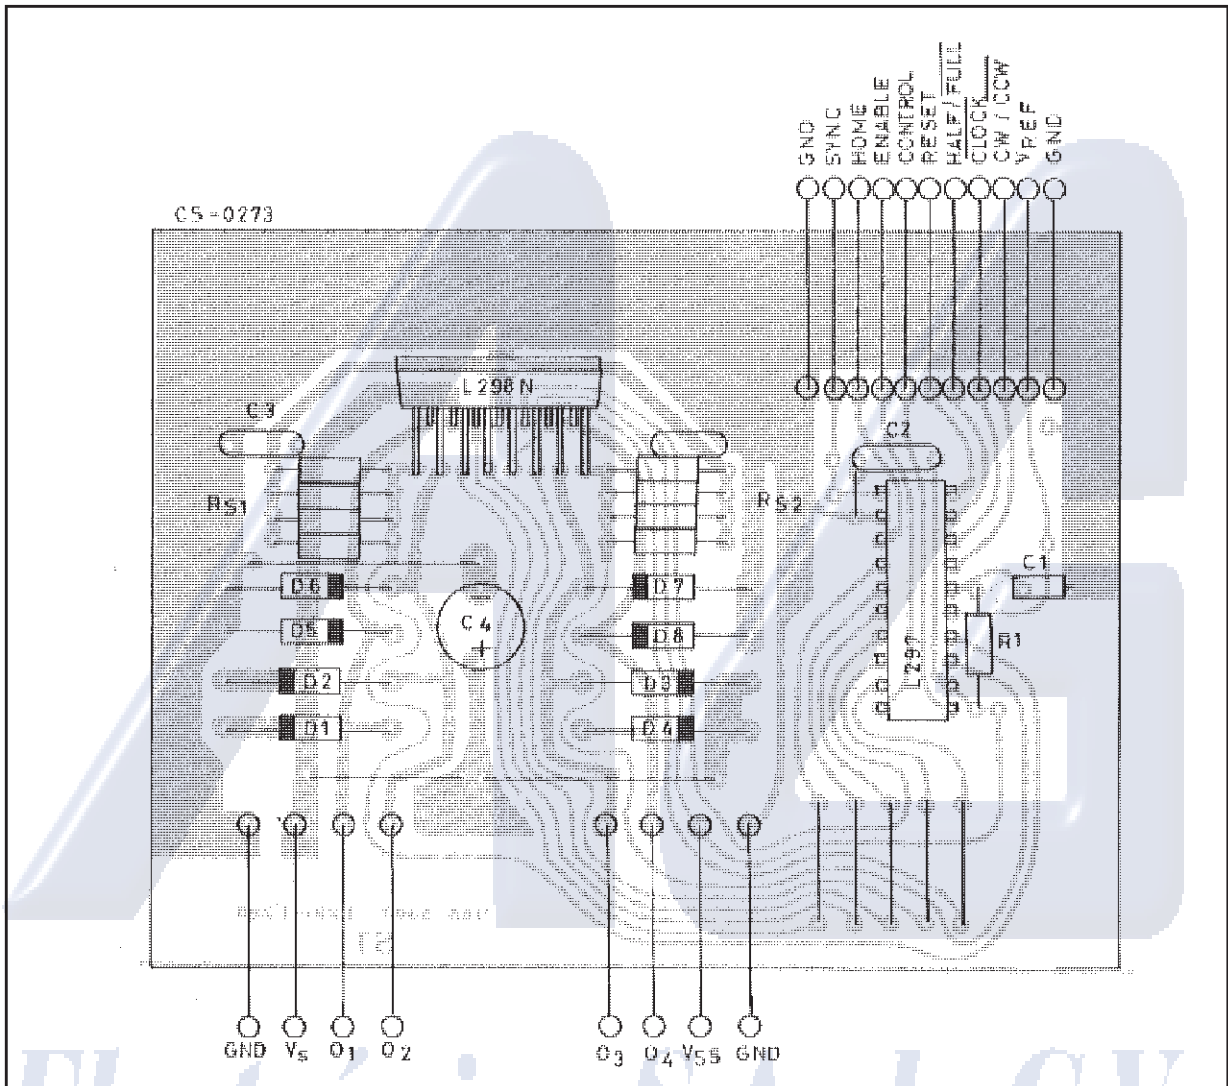 GND
SYNC
HOME
ENABLE
CONTROL
RESET
HALF/FULL
CLOCK
CW/CCW
VREF
GND
CS-0273
L298N
C3
C2
RS1
RS2
D6
D7
C1
C4
+
D5
D8
R1
L297
D2
D3
D1
D4
GND
VS
O1
O2
O3
O4
VSS
GND